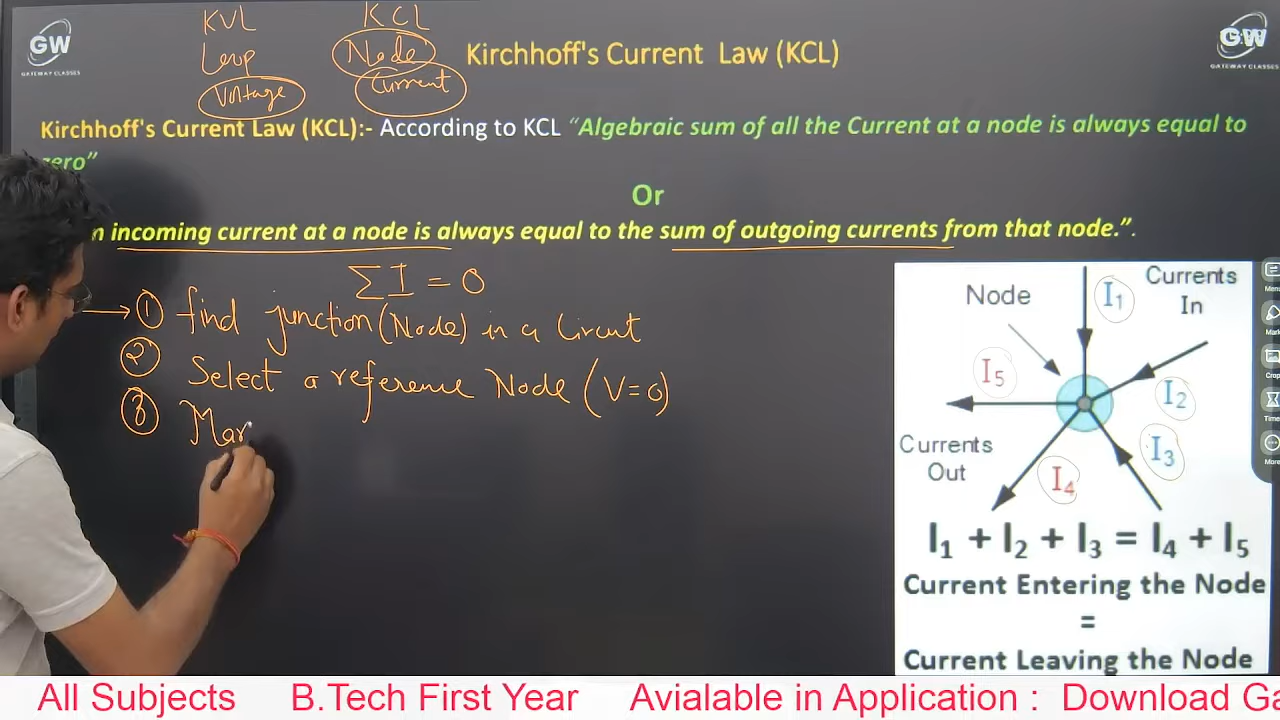 KVL KCL
Loop Node
Voltage Current
GW
GATEWAY CLASSES
Kirchhoff's Current Law (KCL)
GW
GATEWAY CLASSES
Kirchhoff's Current Law (KCL):- According to KCL “Algebraic sum of all the Current at a node is always equal to
zero”
Or
incoming current at a node is always equal to the sum of outgoing currents from that node.”.
ΣI = 0
→ ① find junction (Node) in a Circuit
② Select a reference Node (V=0)
③ Mar
Node
I₁
Currents
In
I₅
I₂
Currents
Out
I₃
I₄
I₁ + I₂ + I₃ = I₄ + I₅
Current Entering the Node
=
Current Leaving the Node
All Subjects B.Tech First Year Avialable in Application : Download Ga